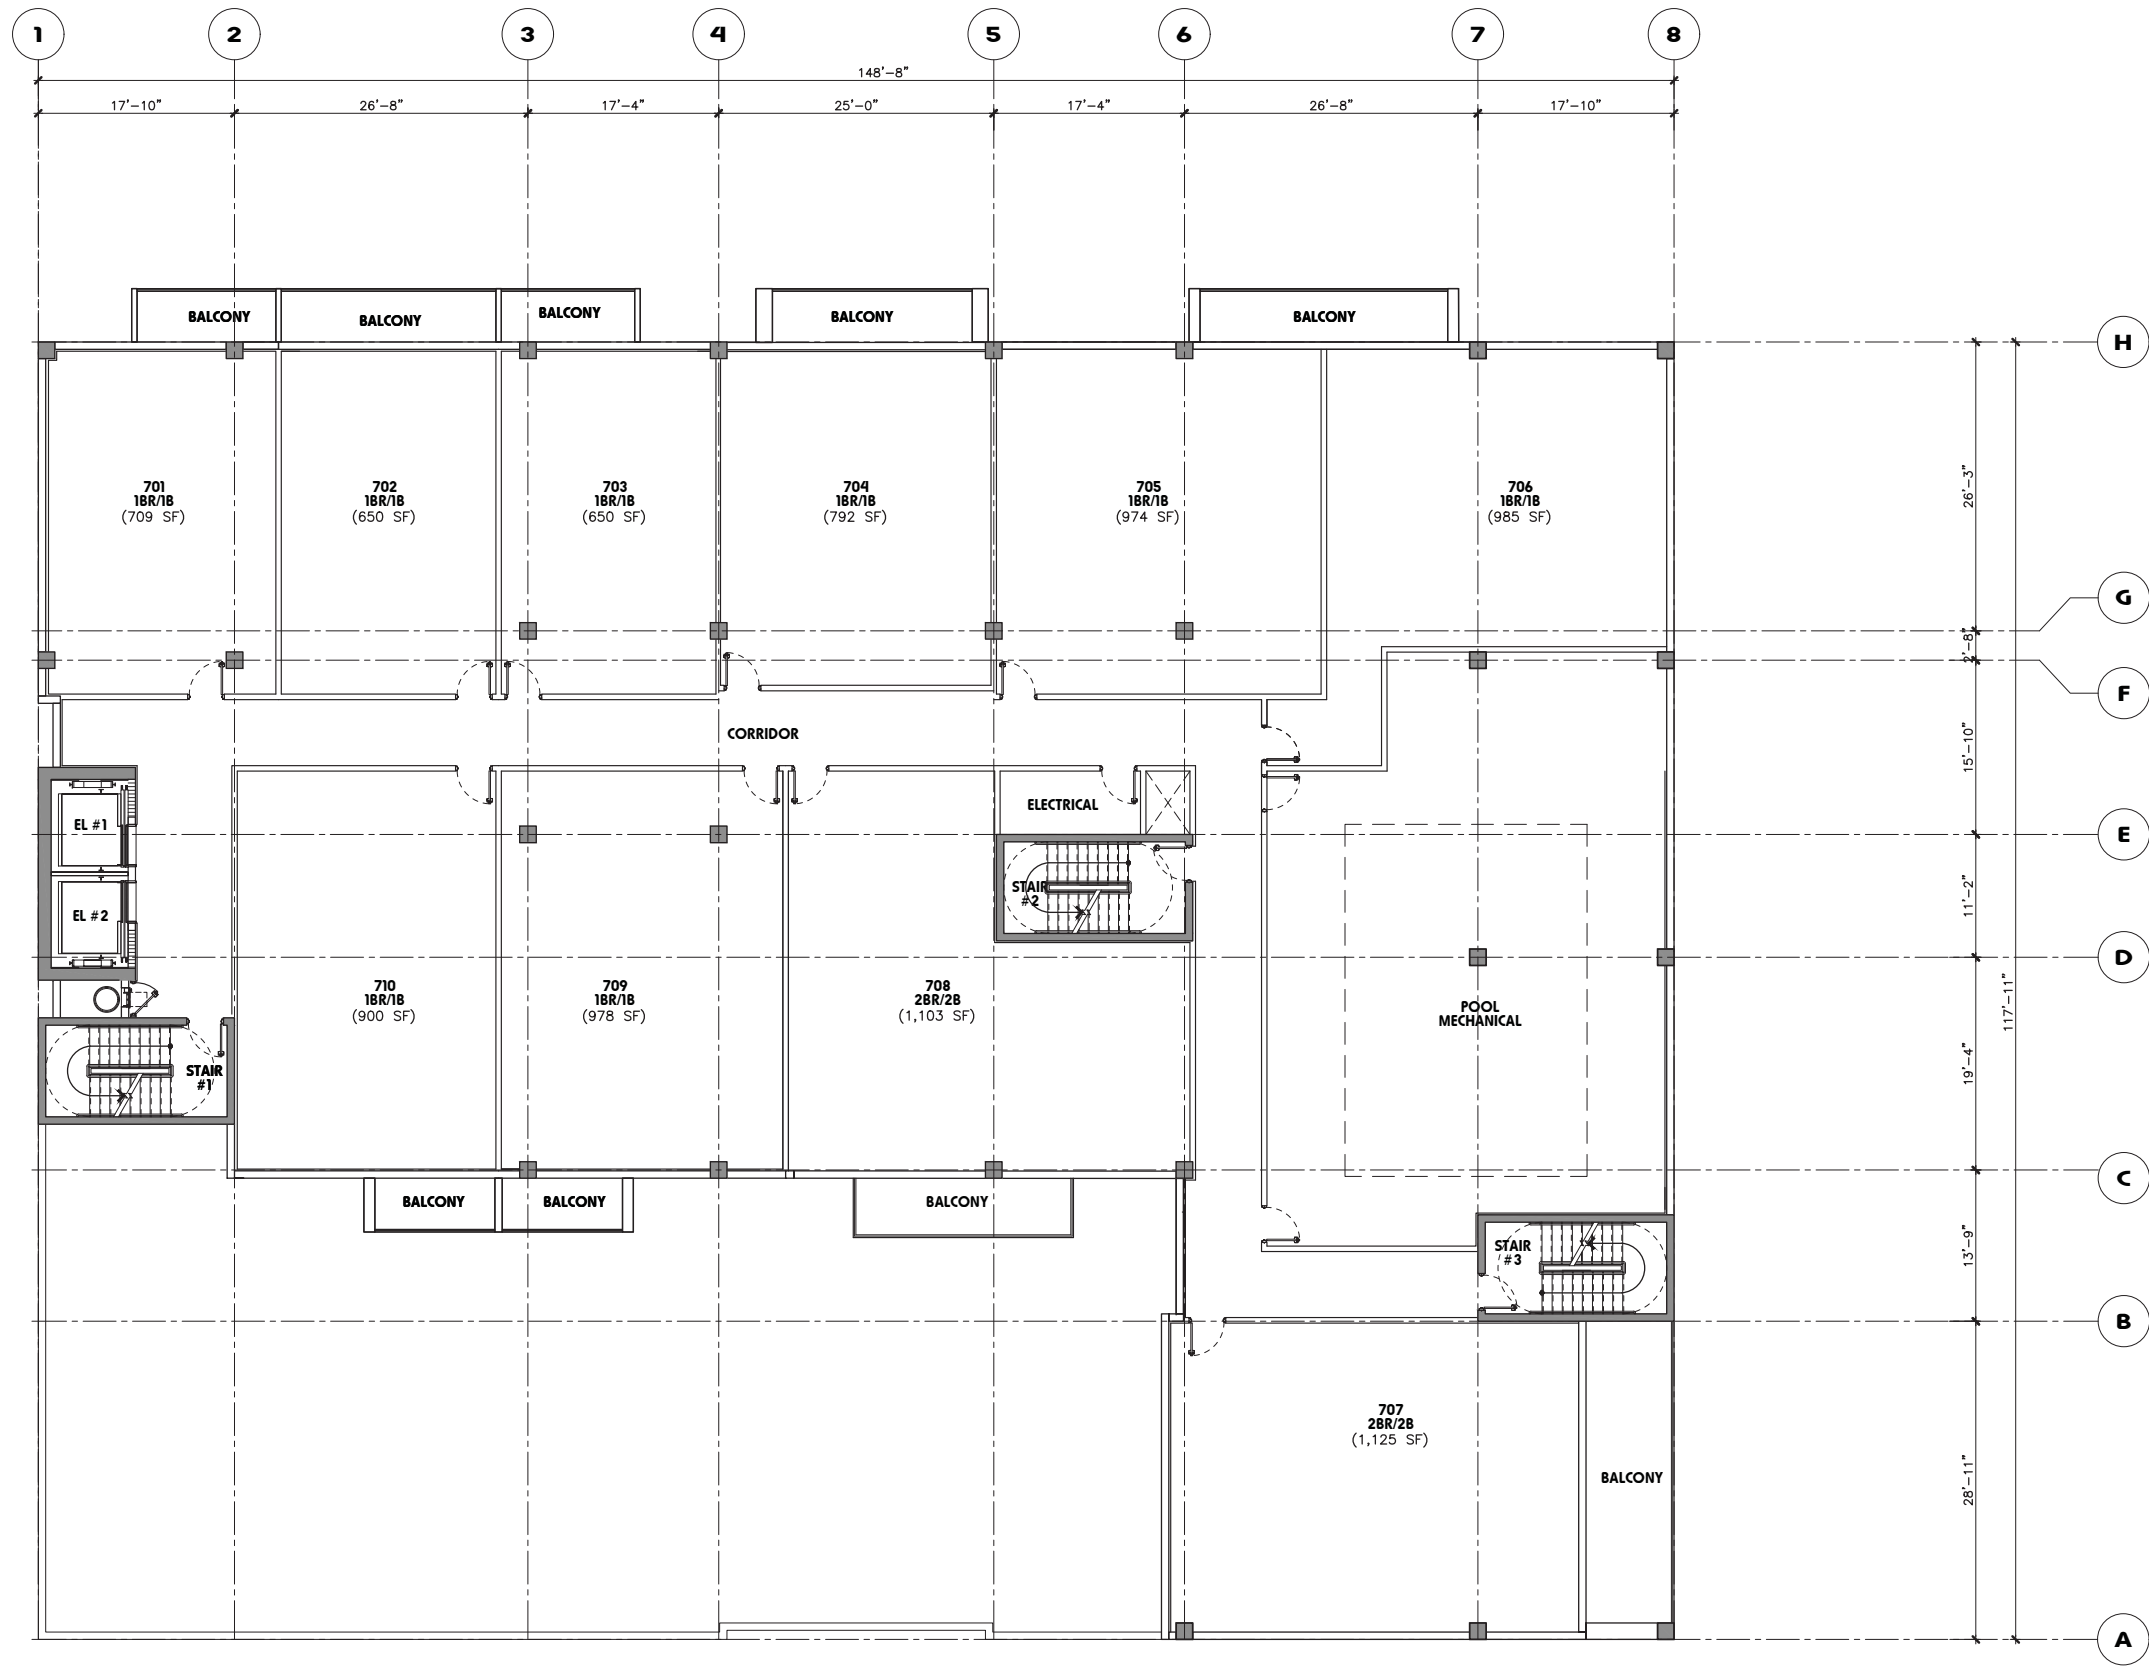 1 2 3 4 5 6 7 8
148'-8"
17'-10" 26'-8" 17'-4" 25'-0" 17'-4" 26'-8" 17'-10"
BALCONY
BALCONY
BALCONY
BALCONY
BALCONY
H
701
1BR/1B
(709 SF)
702
1BR/1B
(650 SF)
703
1BR/1B
(650 SF)
704
1BR/1B
(792 SF)
705
1BR/1B
(974 SF)
706
1BR/1B
(985 SF)
26'-3"
G
2'-8"
F
CORRIDOR
15'-10"
EL #1
ELECTRICAL
E
EL #2
STAIR
#2
11'-2"
D
710
1BR/1B
(900 SF)
709
1BR/1B
(978 SF)
708
2BR/2B
(1,103 SF)
POOL
MECHANICAL
117'-11"
STAIR
#1
19'-4"
C
BALCONY
BALCONY
BALCONY
STAIR
#3
13'-9"
B
707
2BR/2B
(1,125 SF)
BALCONY
28'-11"
A